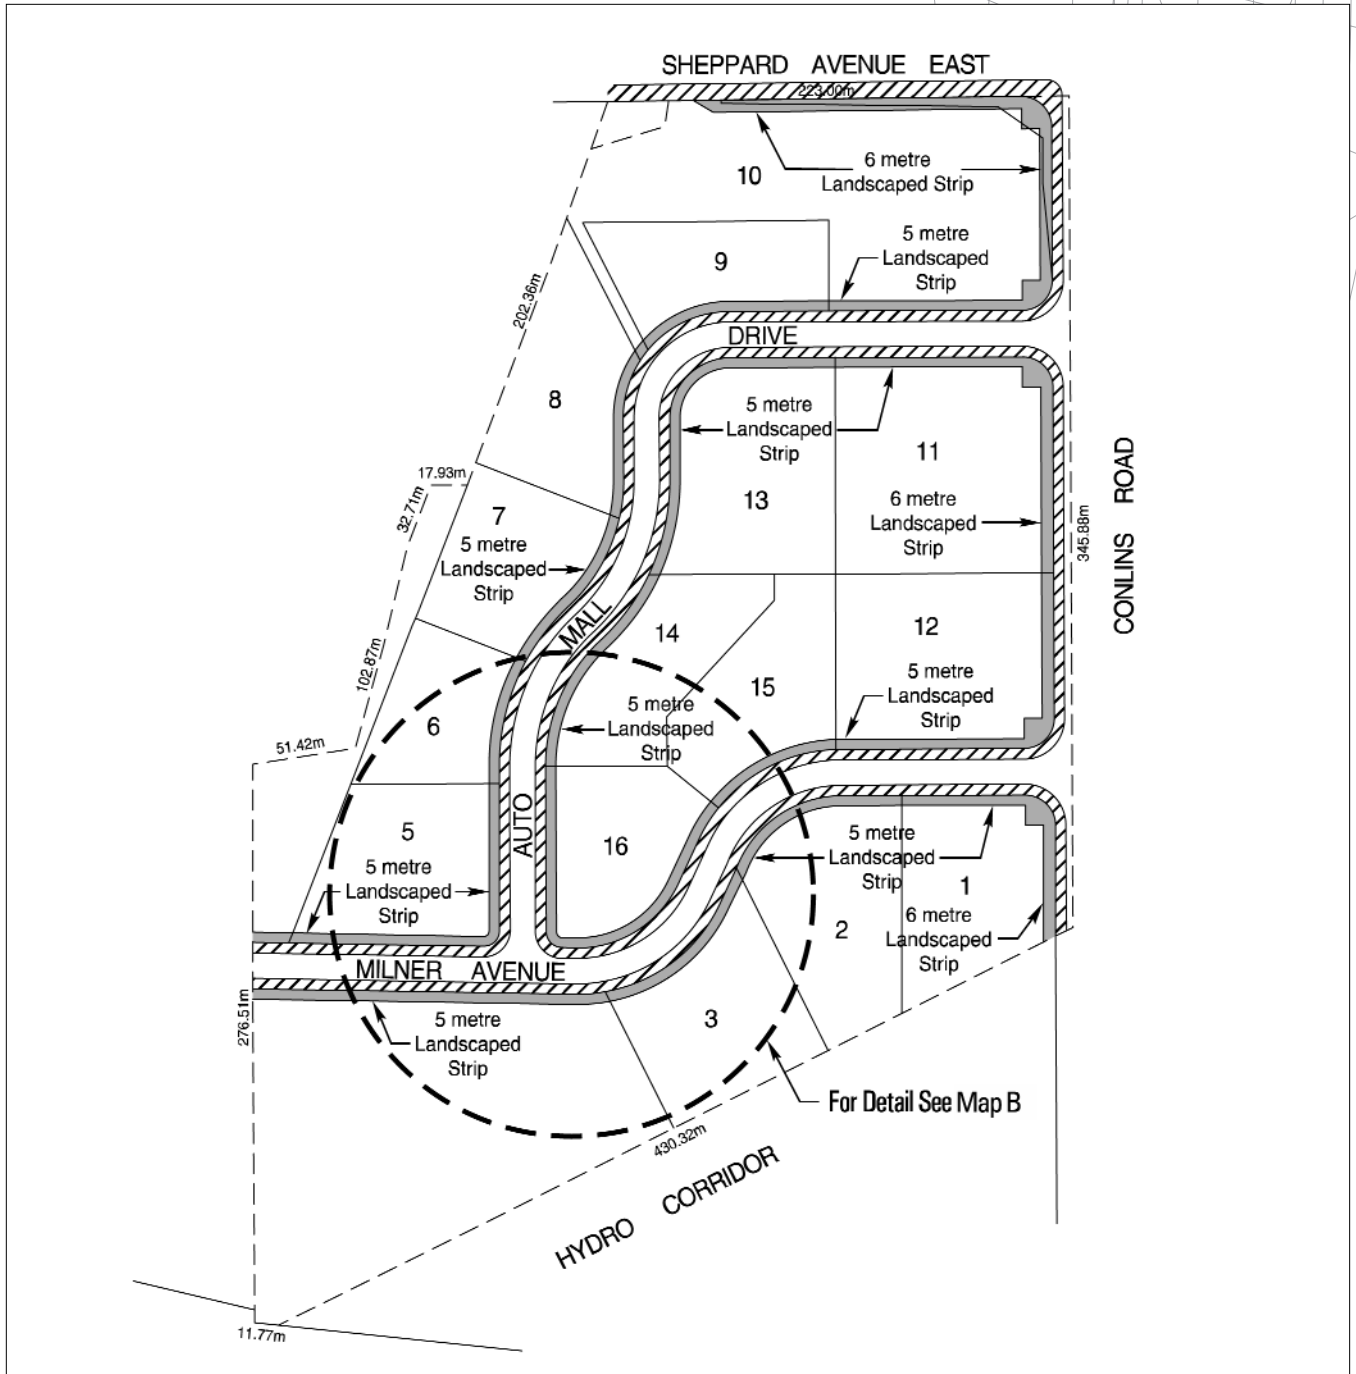 SHEPPARD AVENUE EAST
223.00m
6 metre
Landscaped Strip
10
5 metre
Landscaped
Strip
9
202.36m
DRIVE
8
5 metre
Landscaped
Strip
11
CONLINS ROAD
17.93m
32.71m
7
5 metre
Landscaped
Strip
13
6 metre
Landscaped
Strip
345.88m
MALL
14
12
102.87m
15
5 metre
Landscaped
Strip
6
5 metre
Landscaped
Strip
51.42m
AUTO
5
5 metre
Landscaped
Strip
16
5 metre
Landscaped
Strip
1
2
6 metre
Landscaped
Strip
MILNER AVENUE
276.51m
5 metre
Landscaped
Strip
3
For Detail See Map B
430.32m
HYDRO CORRIDOR
11.77m